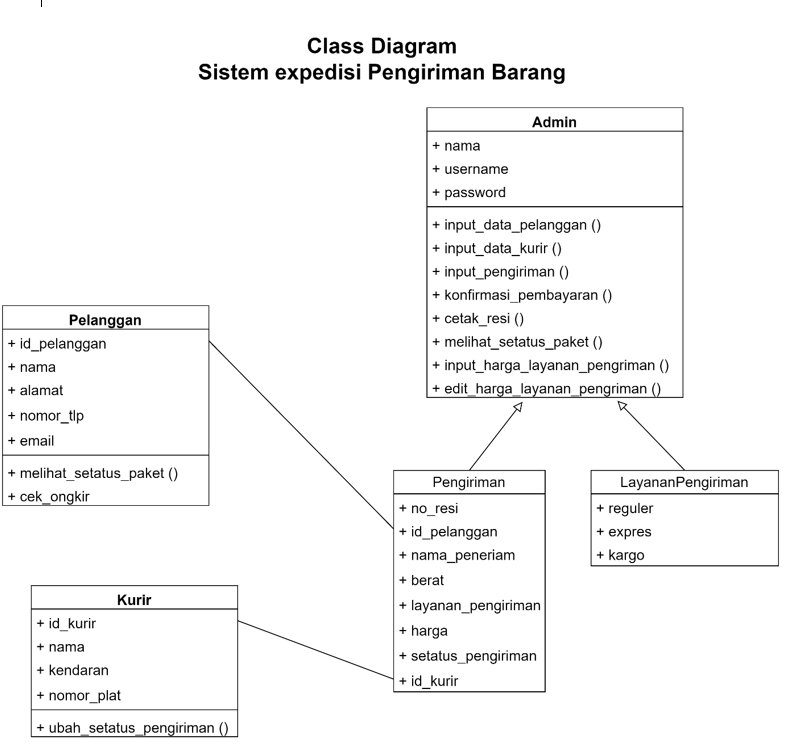 Class Diagram
Sistem expedisi Pengiriman Barang
Admin
+ nama
+ username
+ password
+ input_data_pelanggan ()
+ input_data_kurir ()
+ input_pengiriman ()
+ konfirmasi_pembayaran ()
+ cetak_resi ()
+ melihat_setatus_paket ()
+ input_harga_layanan_pengriman ()
+ edit_harga_layanan_pengriman ()
Pelanggan
+ id_pelanggan
+ nama
+ alamat
+ nomor_tlp
+ email
+ melihat_setatus_paket ()
+ cek_ongkir
Pengiriman
+ no_resi
+ id_pelanggan
+ nama_peneriam
+ berat
+ layanan_pengiriman
+ harga
+ setatus_pengiriman
+ id_kurir
LayananPengiriman
+ reguler
+ expres
+ kargo
Kurir
+ id_kurir
+ nama
+ kendaran
+ nomor_plat
+ ubah_setatus_pengiriman ()